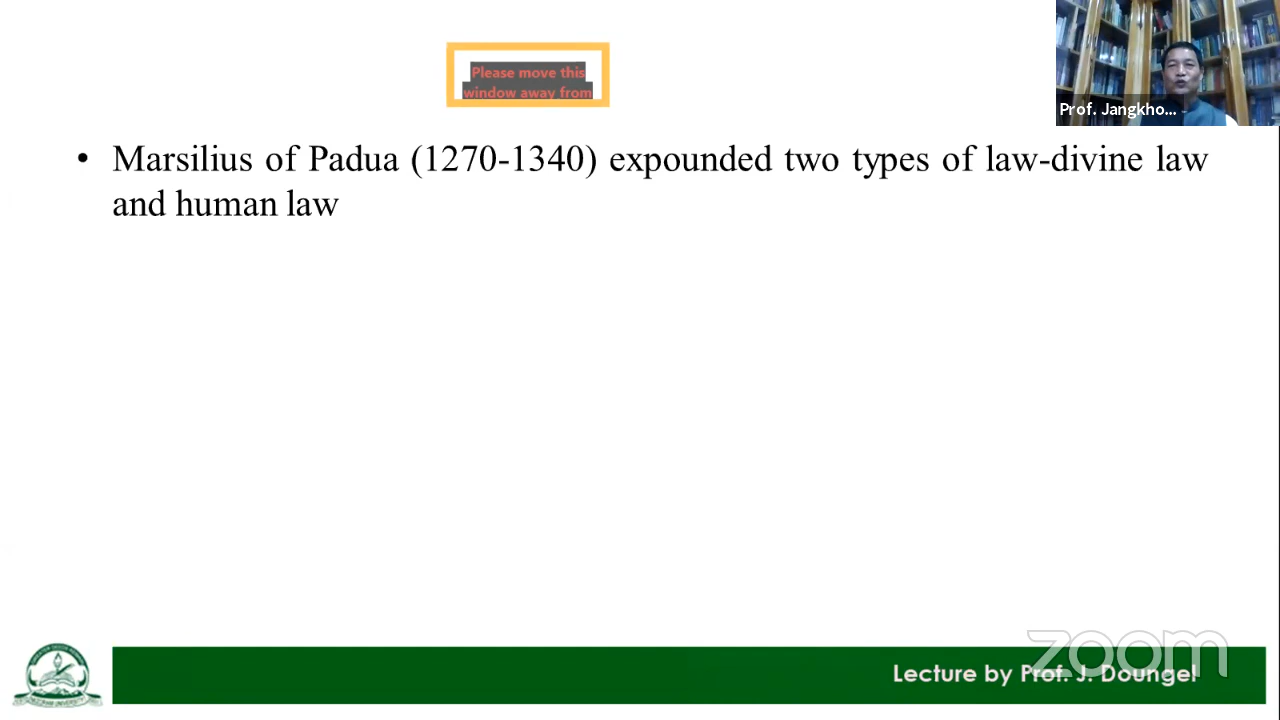 Please move this
window away from
Prof. Jangkho...
• Marsilius of Padua (1270-1340) expounded two types of law-divine law
and human law
zoom
Lecture by Prof. J. Doungel